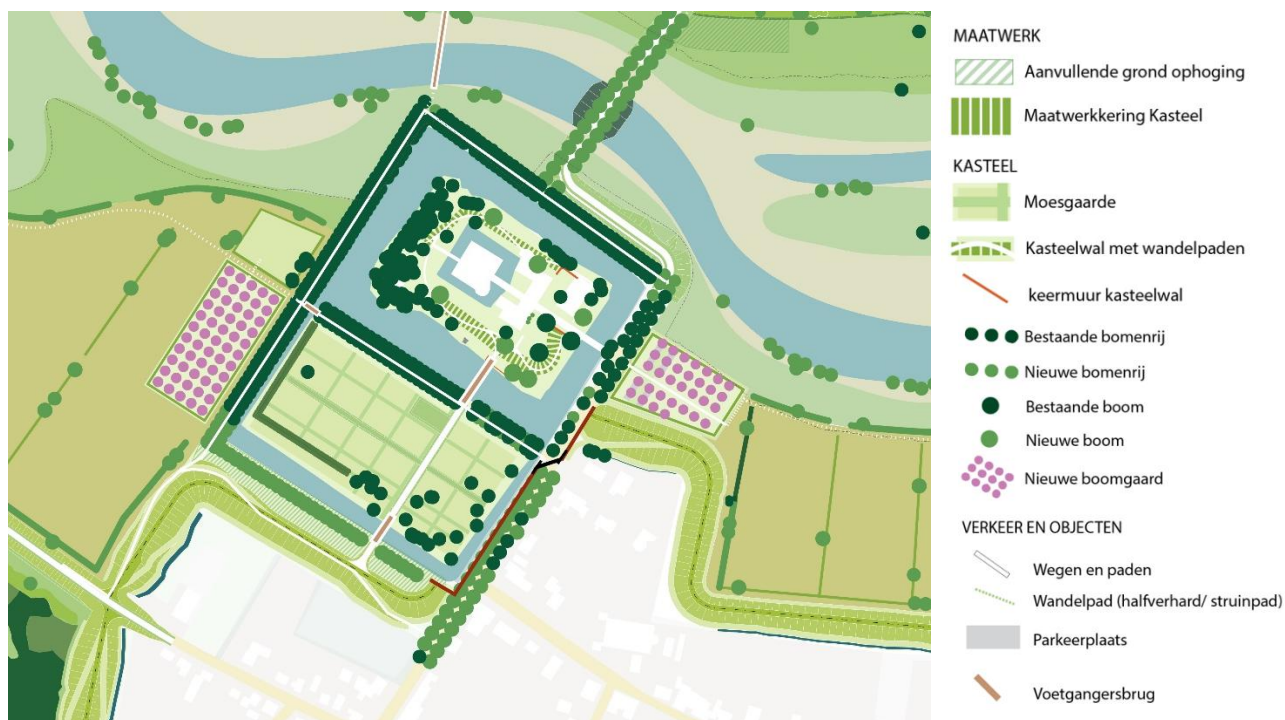 MAATWERK
Aanvullende grond ophoging
Maatwerkkering Kasteel
KASTEEL
Moesgaarde
Kasteelwal met wandelpaden
keermuur kasteelwal
Bestaande bomenrij
Nieuwe bomenrij
Bestaande boom
Nieuwe boom
Nieuwe boomgaard
VERKEER EN OBJECTEN
Wegen en paden
Wandelpad (halfverhard/ struinpad)
Parkeerplaats
Voetgangersbrug